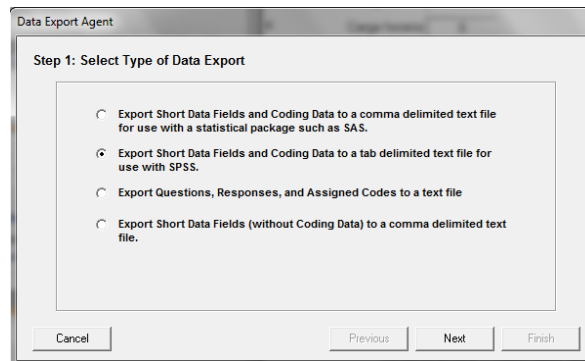 Data Export Agent
Step 1: Select Type of Data Export
Export Short Data Fields and Coding Data to a comma delimited text file
for use with a statistical package such as SAS.
Export Short Data Fields and Coding Data to a tab delimited text file for
use with SPSS.
Export Questions, Responses, and Assigned Codes to a text file
Export Short Data Fields (without Coding Data) to a comma delimited text
file.
Cancel
Previous
Next
Finish